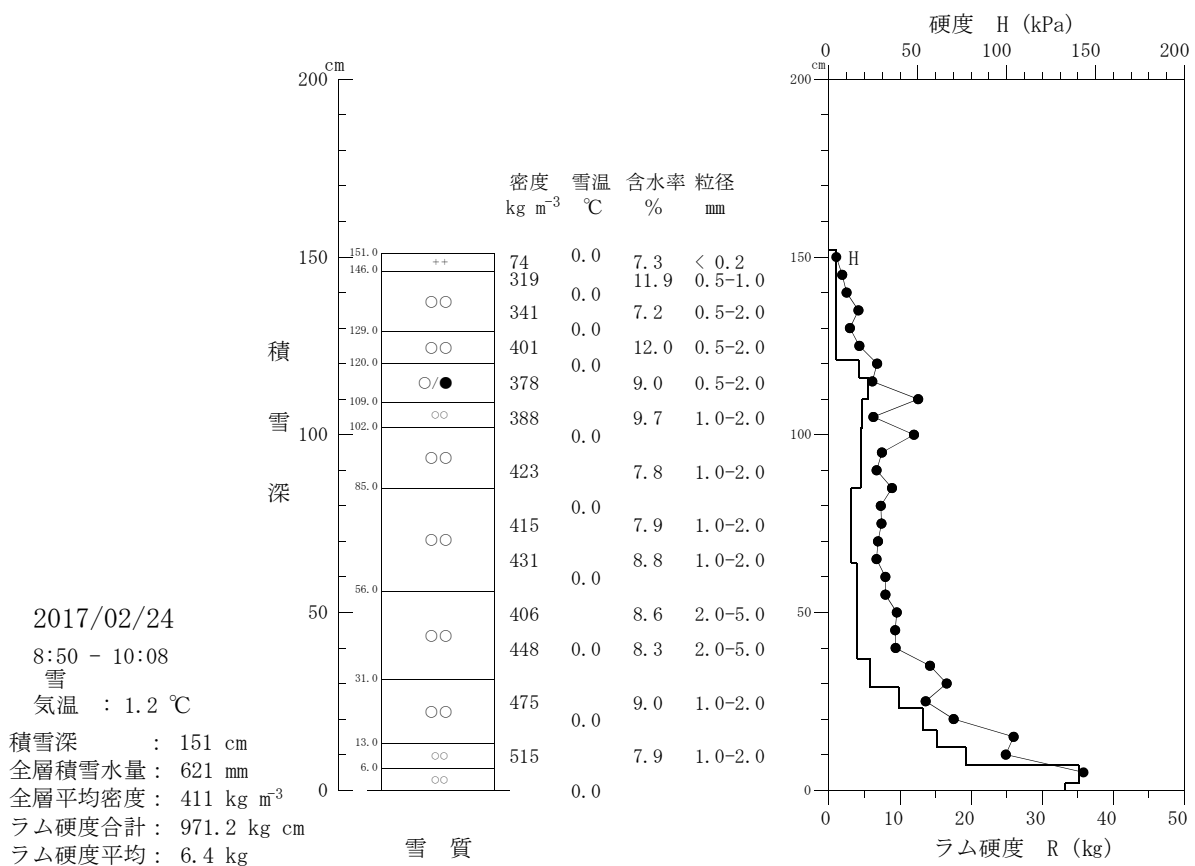 硬度 H (kPa)
0 50 100 150 200
cm
200
150
100
50
0
密度 雪温 含水率 粒径
kg m⁻³ ℃ % mm
151.0
146.0
129.0
120.0
109.0
102.0
85.0
56.0
31.0
13.0
6.0
++
○○
○○
○/●
○○
○○
○○
○○
○○
○○
○○
0.0
74 7.3 < 0.2
319 11.9 0.5-1.0
0.0
341 7.2 0.5-2.0
0.0
401 12.0 0.5-2.0
0.0
378 9.0 0.5-2.0
388 9.7 1.0-2.0
0.0
423 7.8 1.0-2.0
0.0
415 7.9 1.0-2.0
431 8.8 1.0-2.0
0.0
406 8.6 2.0-5.0
448 0.0 8.3 2.0-5.0
475 9.0 1.0-2.0
0.0
515 7.9 1.0-2.0
0.0
積雪深
雪 質
cm
200
150
H
100
50
0
0 10 20 30 40 50
ラム硬度 R (kg)
2017/02/24
8:50 - 10:08
雪
気温 : 1.2 ℃
積雪深 : 151 cm
全層積雪水量 : 621 mm
全層平均密度 : 411 kg m⁻³
ラム硬度合計 : 971.2 kg cm
ラム硬度平均 : 6.4 kg